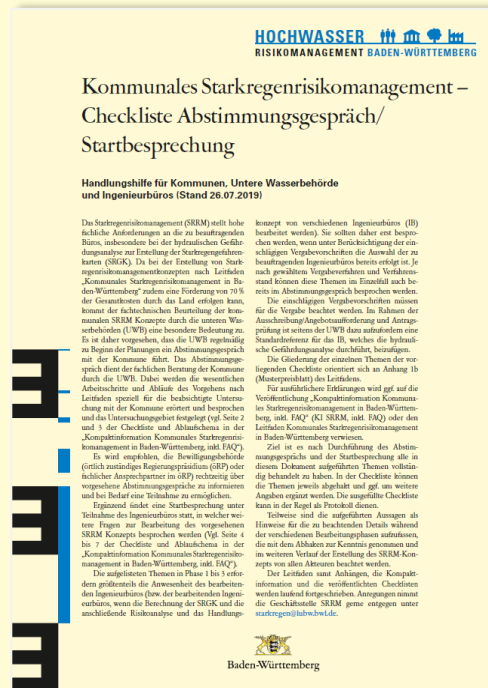 HOCHWASSER
RISIKOMANAGEMENT BADEN-WÜRTTEMBERG
Kommunales Starkregenrisikomanagement –
Checkliste Abstimmungsgespräch/
Startbesprechung
Handlungshilfe für Kommunen, Untere Wasserbehörde
und Ingenieurbüros (Stand 26.07.2019)
Das Starkregenrisikomanagement (SRRM) stellt hohe
fachliche Anforderungen an die zu beauftragenden
Büros, insbesondere bei der hydraulischen Gefähr-
dungsanalyse zur Erstellung der Starkregengefahren-
karten (SRGK). Da bei der Erstellung von Stark-
regenrisikomanagementkonzepten nach Leitfaden
„Kommunales Starkregenrisikomanagement in Ba-
den-Württemberg“ zudem eine Förderung von 70 %
der Gesamtkosten durch das Land erfolgen kann,
kommt der fachtechnischen Beurteilung der kom-
munalen SRRM Konzepte durch die unteren Was-
serbehörden (UWB) eine besondere Bedeutung zu.
Es ist daher vorgesehen, dass die UWB regelmäßig
zu Beginn der Planungen ein Abstimmungsgespräch
mit der Kommune führt. Das Abstimmungsge-
spräch dient der fachlichen Beratung der Kommune
durch die UWB. Dabei werden die wesentlichen
Arbeitsschritte und Abläufe des Vorgehens nach
Leitfaden speziell für die beabsichtigte Untersu-
chung mit der Kommune erörtert und besprochen
und das Untersuchungsgebiet festgelegt (vgl. Seite 2
und 3 der Checkliste und Ablaufschema in der
„Kompaktinformation Kommunales Starkregenrisi-
komanagement in Baden-Württemberg, inkl. FAQ“).
Es wird empfohlen, die Bewilligungsbehörde
(örtlich zuständiges Regierungspräsidium (öRP) oder
fachlicher Ansprechpartner im öRP) rechtzeitig über
vorgesehene Abstimmungsgespräche zu informieren
und bei Bedarf eine Teilnahme zu ermöglichen.
Ergänzend findet eine Startbesprechung unter
Teilnahme des Ingenieurbüros statt, in welcher wei-
tere Fragen zur Bearbeitung des vorgesehenen
SRRM Konzepts besprochen werden (Vgl. Seite 4
bis 7 der Checkliste und Ablaufschema in der
„Kompaktinformation Kommunales Starkregenrisiko-
management in Baden-Württemberg, inkl. FAQ“).
Die aufgelisteten Themen in Phase 1 bis 5 erfor-
dern größtenteils die Anwesenheit des bearbeiten-
den Ingenieurbüros (bzw. der bearbeitenden Ingeni-
eurbüros, wenn die Berechnung der SRGK und die
anschließende Risikoanalyse und das Handlungs-
konzept von verschiedenen Ingenieurbüros (IB)
bearbeitet werden). Sie sollten daher erst bespro-
chen werden, wenn unter Berücksichtigung der ein-
schlägigen Vergabevorschriften die Auswahl der zu
beauftragenden Ingenieurbüros bereits erfolgt ist. Je
nach gewähltem Vergabeverfahren und Verfahrens-
stand können diese Themen im Einzelfall auch be-
reits im Abstimmungsgespräch besprochen werden.
Die einschlägigen Vergabevorschriften müssen
für die Vergabe beachtet werden. Im Rahmen der
Ausschreibung/Angebotsaufforderung und Antrags-
prüfung ist seitens der UWB dazu aufzufordern eine
Standardreferenz für das IB, welches die hydrauli-
sche Gefährdungsanalyse durchführt, beizufügen.
Die Gliederung der einzelnen Themen der vor-
liegenden Checkliste orientiert sich an Anhang 1b
(Musterpreisblatt) des Leitfadens.
Für ausführlichere Erklärungen wird ggf. auf die
Veröffentlichung „Kompaktinformation Kommuna-
les Starkregenrisikomanagement in Baden-Württem-
berg, inkl. FAQ“ (KI SRRM, inkl. FAQ) oder den
Leitfaden Kommunales Starkregenrisikomanagement
in Baden-Württemberg verwiesen.
Ziel ist es nach Durchführung des Abstim-
mungsgesprächs und der Startbesprechung alle in
diesem Dokument aufgeführten Themen vollstän-
dig behandelt zu haben. In der Checkliste können
die Themen jeweils abgehakt und ggf. um weitere
Angaben ergänzt werden. Die ausgefüllte Checkliste
kann in der Regel als Protokoll dienen.
Teilweise sind die aufgeführten Aussagen als
Hinweise für die zu beachtenden Details während
der verschiedenen Bearbeitungsphasen aufzufassen,
die mit dem Abhaken zur Kenntnis genommen und
im weiteren Verlauf der Erstellung des SRRM-Kon-
zepts von allen Akteuren beachtet werden.
Der Leitfaden samt Anhängen, die Kompakt-
information und die veröffentlichten Checklisten
werden laufend fortgeschrieben. Anregungen nimmt
die Geschäftsstelle SRRM gerne entgegen unter
starkregen@lubw.bwl.de.
Baden-Württemberg